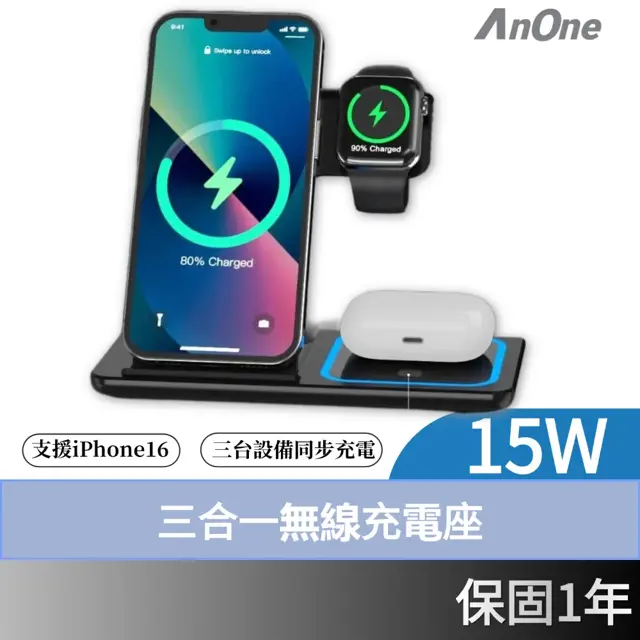 AnOne
9:41
Swipe up to unlock
80% Charged
90% Charged
支援iPhone16
三台設備同步充電
15W
三合一無線充電座
保固1年